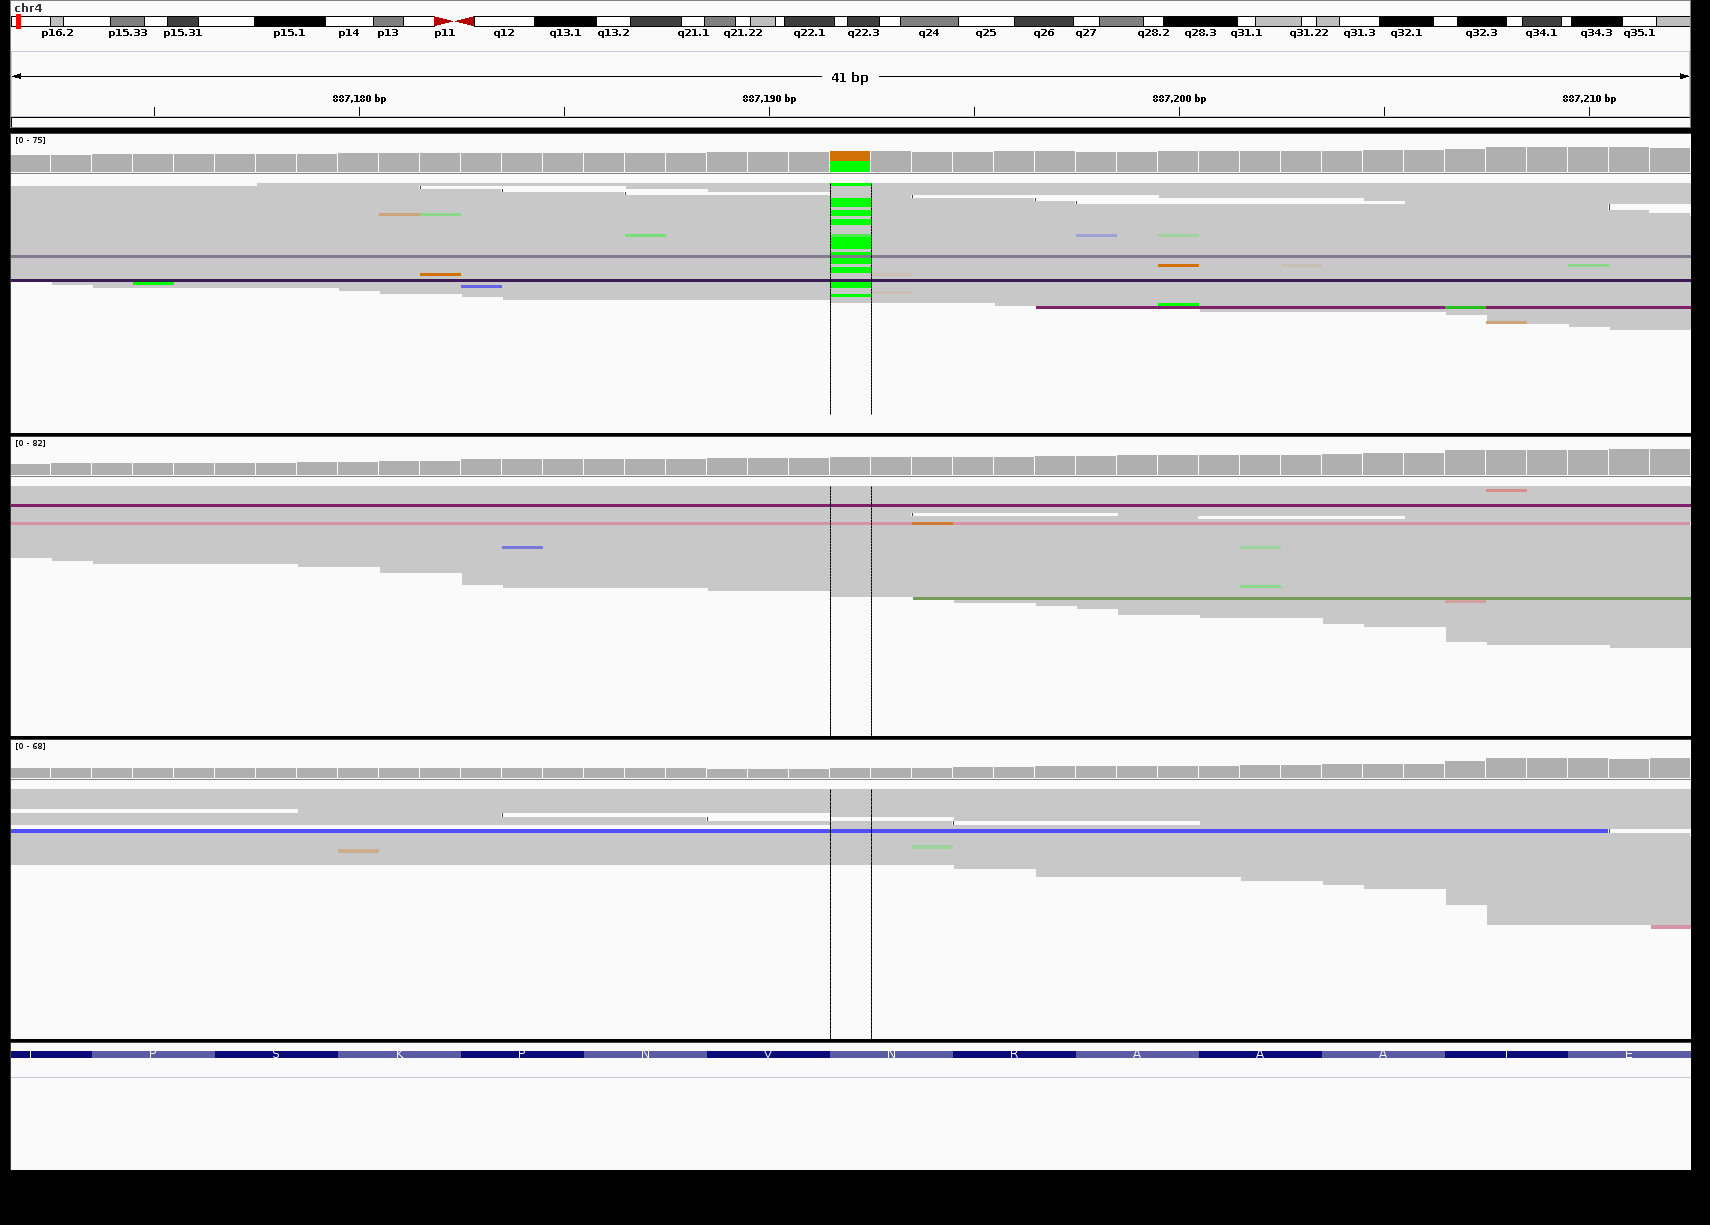 chr4
p16.2 p15.33 p15.31 p15.1 p14 p13 p11 q12 q13.1 q13.2 q21.1 q21.22 q22.1 q22.3 q24 q25 q26 q27 q28.2 q28.3 q31.1 q31.22 q31.3 q32.1 q32.3 q34.1 q34.3 q35.1
41 bp
887,180 bp 887,190 bp 887,200 bp 887,210 bp
[0 - 75]
[0 - 82]
[0 - 68]
P S K P N V N R A A A I E